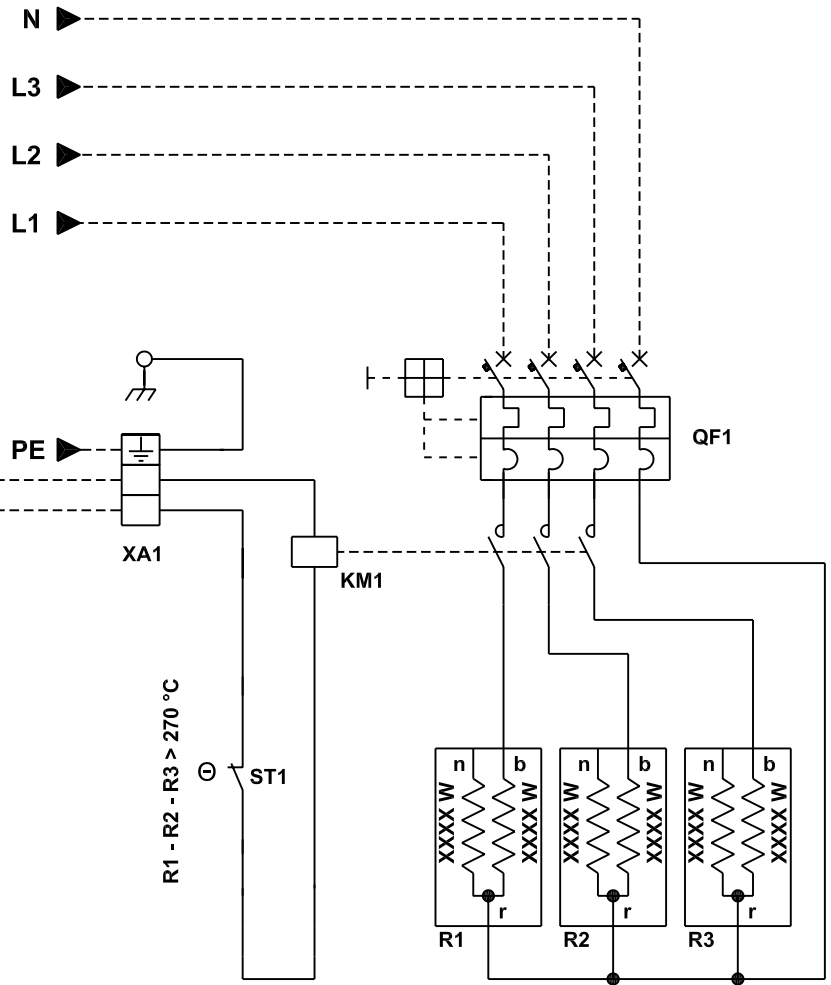 N
L3
L2
L1
PE
QF1
XA1
KM1
R1 - R2 - R3 > 270 °C
Θ
ST1
n b n b n b
XXXX W XXXX W XXXX W XXXX W XXXX W XXXX W
r r r
R1 R2 R3